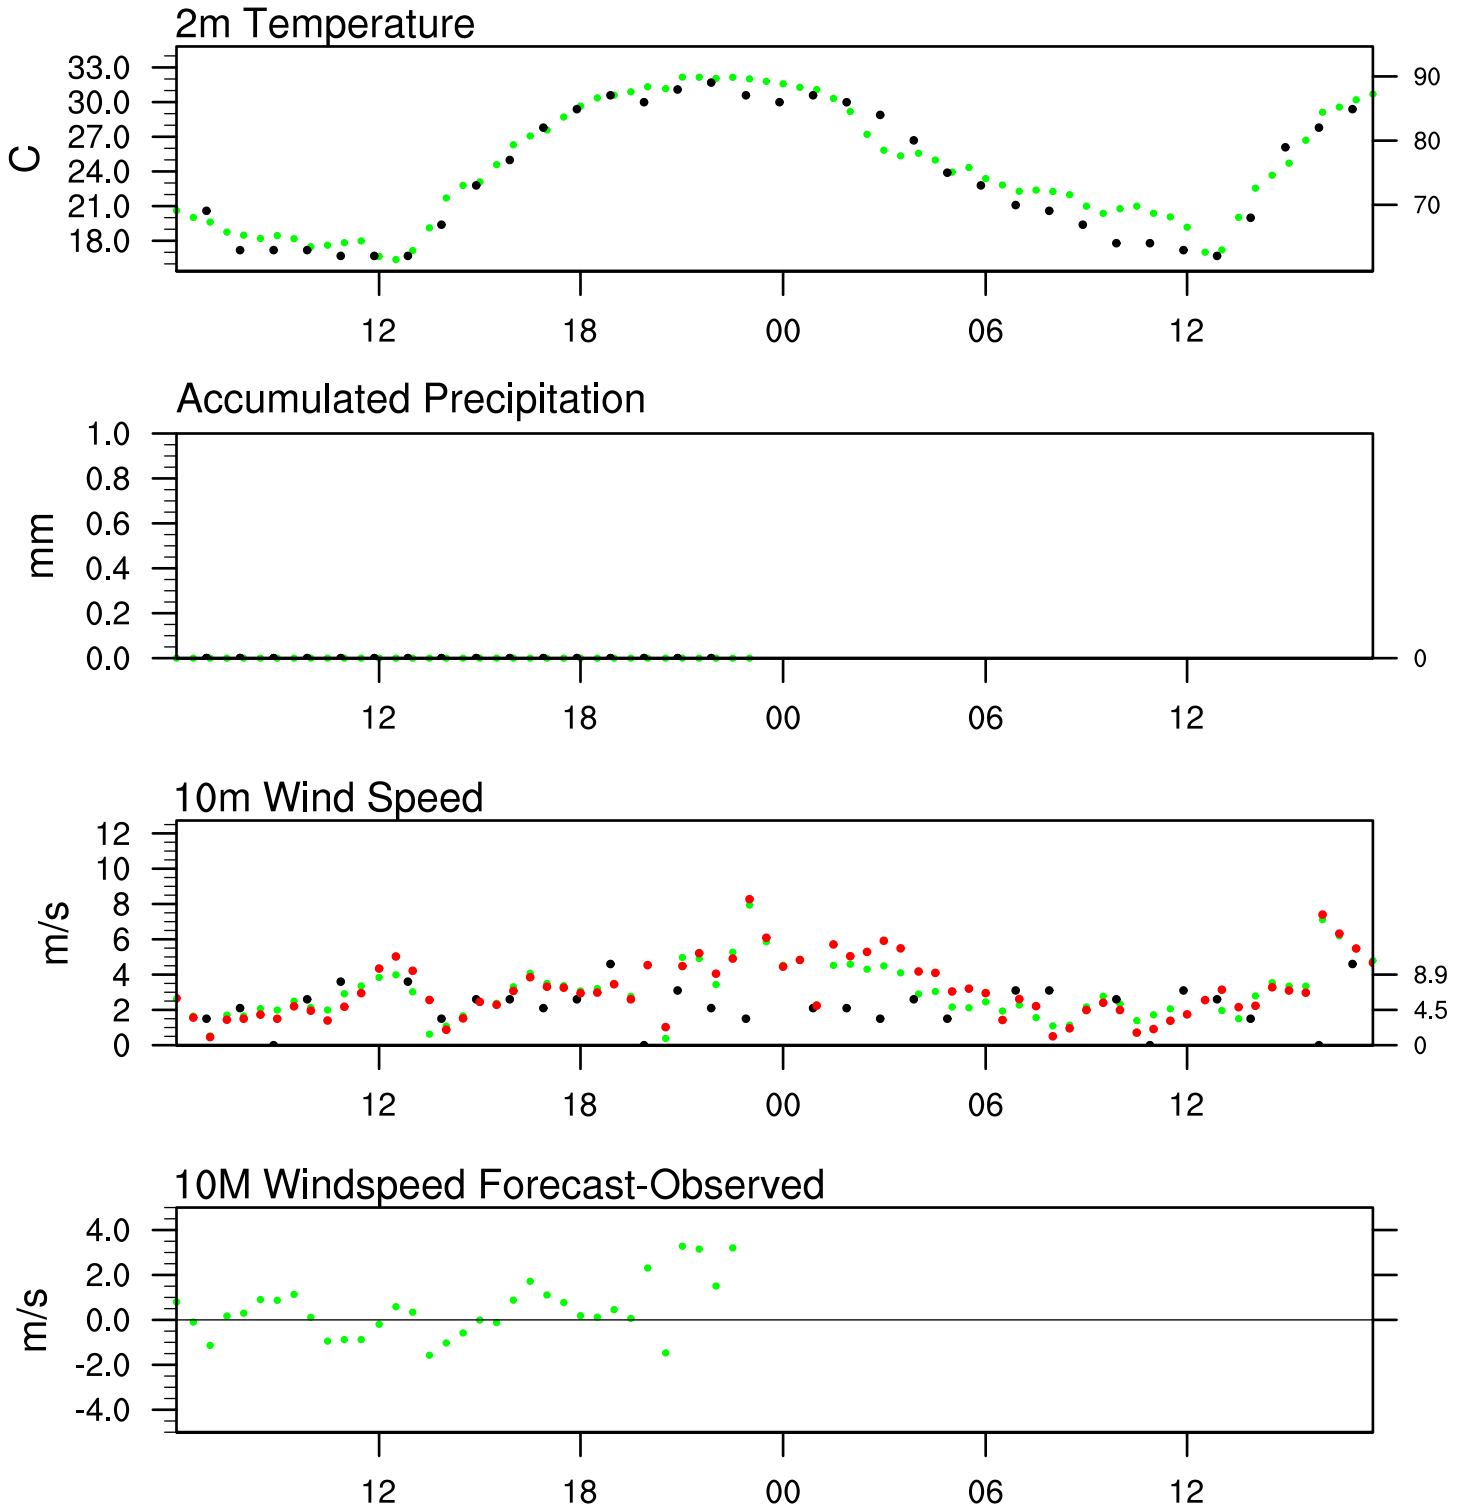 2m Temperature
33.0
30.0
27.0
24.0
21.0
18.0
C
90
80
70
12 18 00 06 12
Accumulated Precipitation
1.0
0.8
0.6
0.4
0.2
0.0
mm
0
12 18 00 06 12
10m Wind Speed
12
10
8
6
4
2
0
m/s
8.9
4.5
0
12 18 00 06 12
10M Windspeed Forecast-Observed
4.0
2.0
0.0
-2.0
-4.0
m/s
12 18 00 06 12